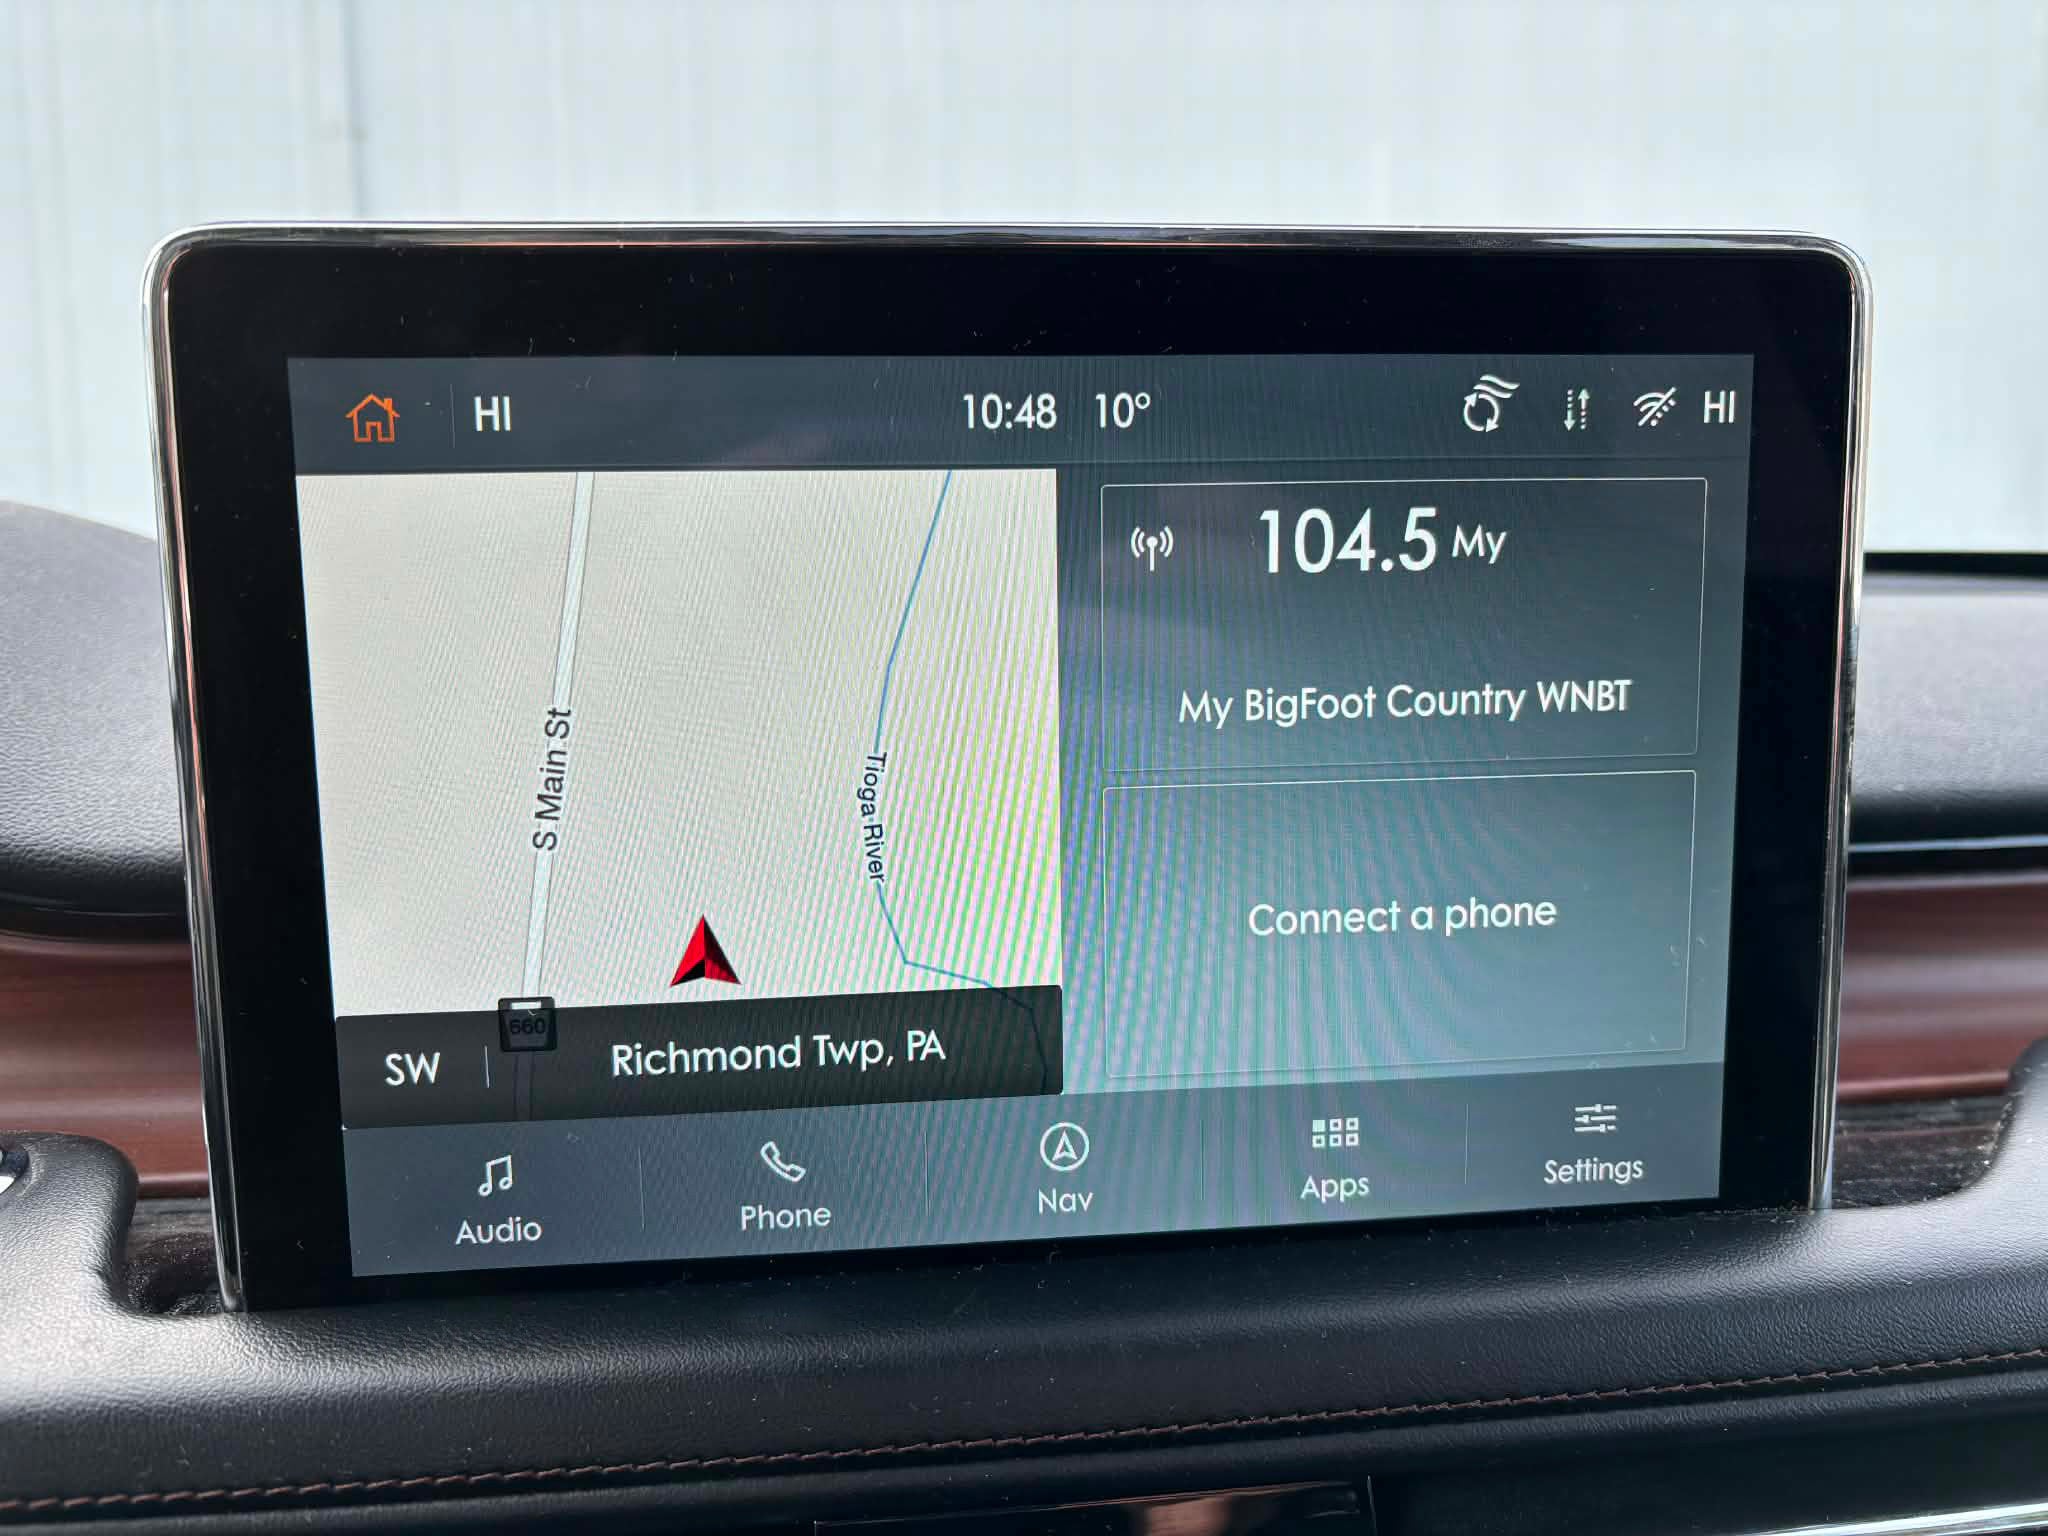 HI
10:48 10°
HI
S Main St
Tioga River
660
SW
Richmond Twp, PA
104.5 My
My BigFoot Country WNBT
Connect a phone
Audio
Phone
Nav
Apps
Settings